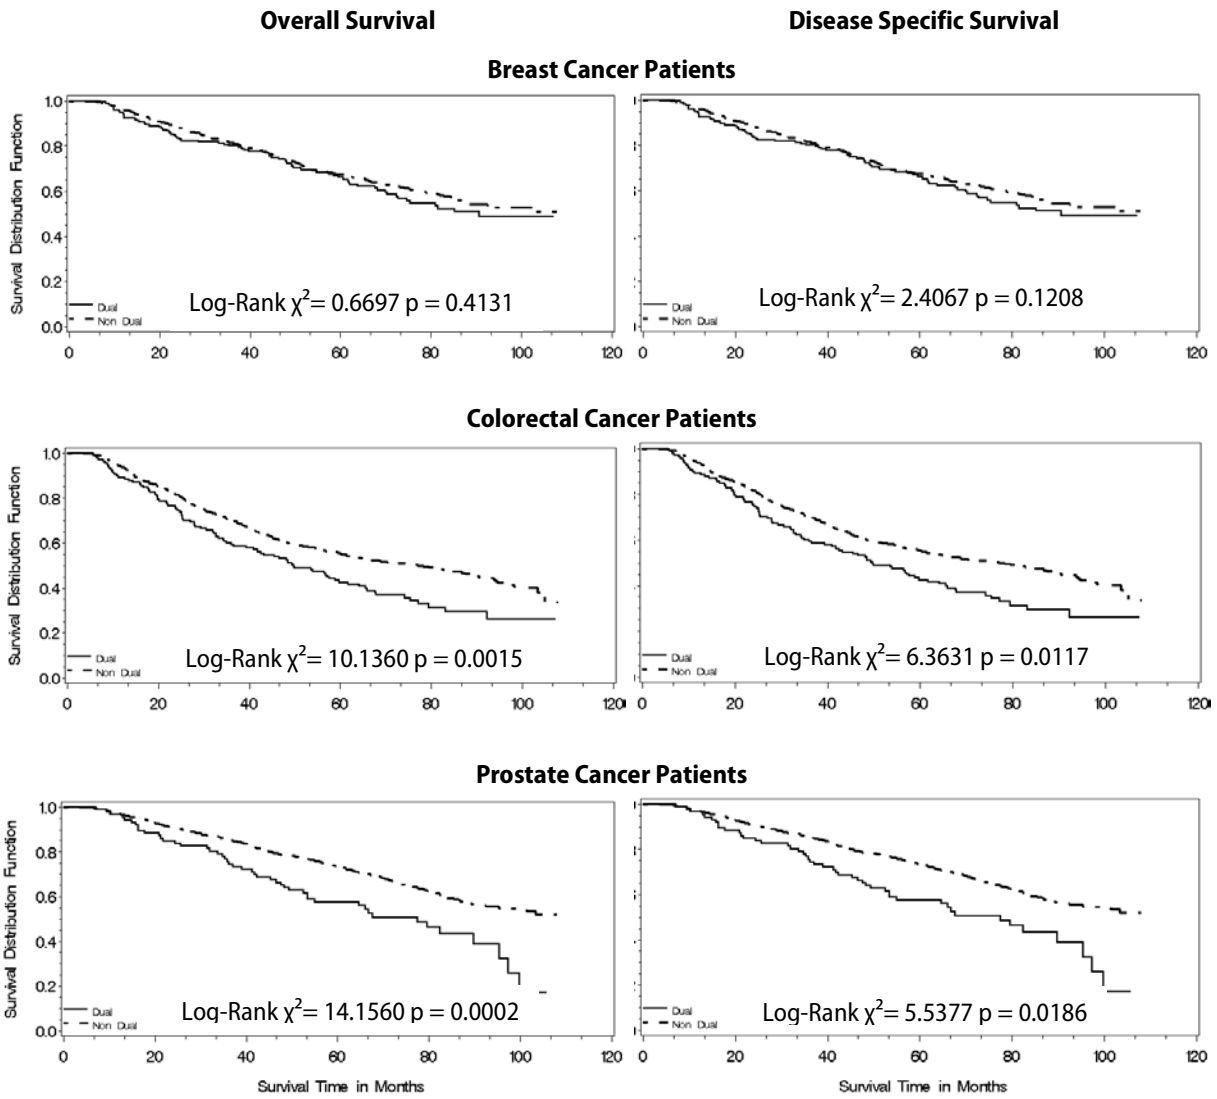 Overall Survival
Disease Specific Survival
Breast Cancer Patients
Survival Distribution Function
1.0
0.8
0.6
0.4
0.2
0.0
Dual
Non Dual
Log-Rank χ²= 0.6697 p = 0.4131
0 20 40 60 80 100 120
Dual
Non Dual
Log-Rank χ²= 2.4067 p = 0.1208
0 20 40 60 80 100 120
Colorectal Cancer Patients
Survival Distribution Function
1.0
0.8
0.6
0.4
0.2
0.0
Dual
Non Dual
Log-Rank χ²= 10.1360 p = 0.0015
0 20 40 60 80 100 120
Dual
Non Dual
Log-Rank χ²= 6.3631 p = 0.0117
0 20 40 60 80 100 120
Prostate Cancer Patients
Survival Distribution Function
1.0
0.8
0.6
0.4
0.2
0.0
Dual
Non Dual
Log-Rank χ²= 14.1560 p = 0.0002
0 20 40 60 80 100 120
Survival Time in Months
Dual
Non Dual
Log-Rank χ²= 5.5377 p = 0.0186
0 20 40 60 80 100 120
Survival Time in Months